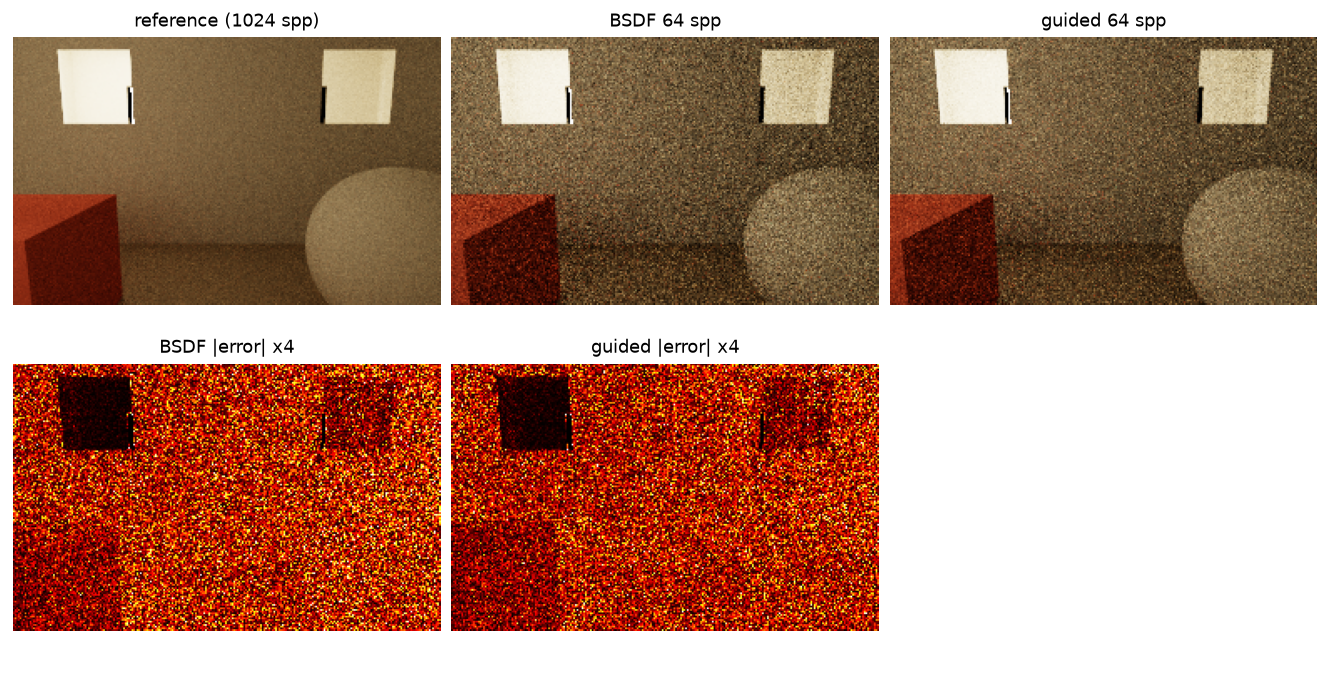 reference (1024 spp)
BSDF 64 spp
guided 64 spp
BSDF |error| x4
guided |error| x4